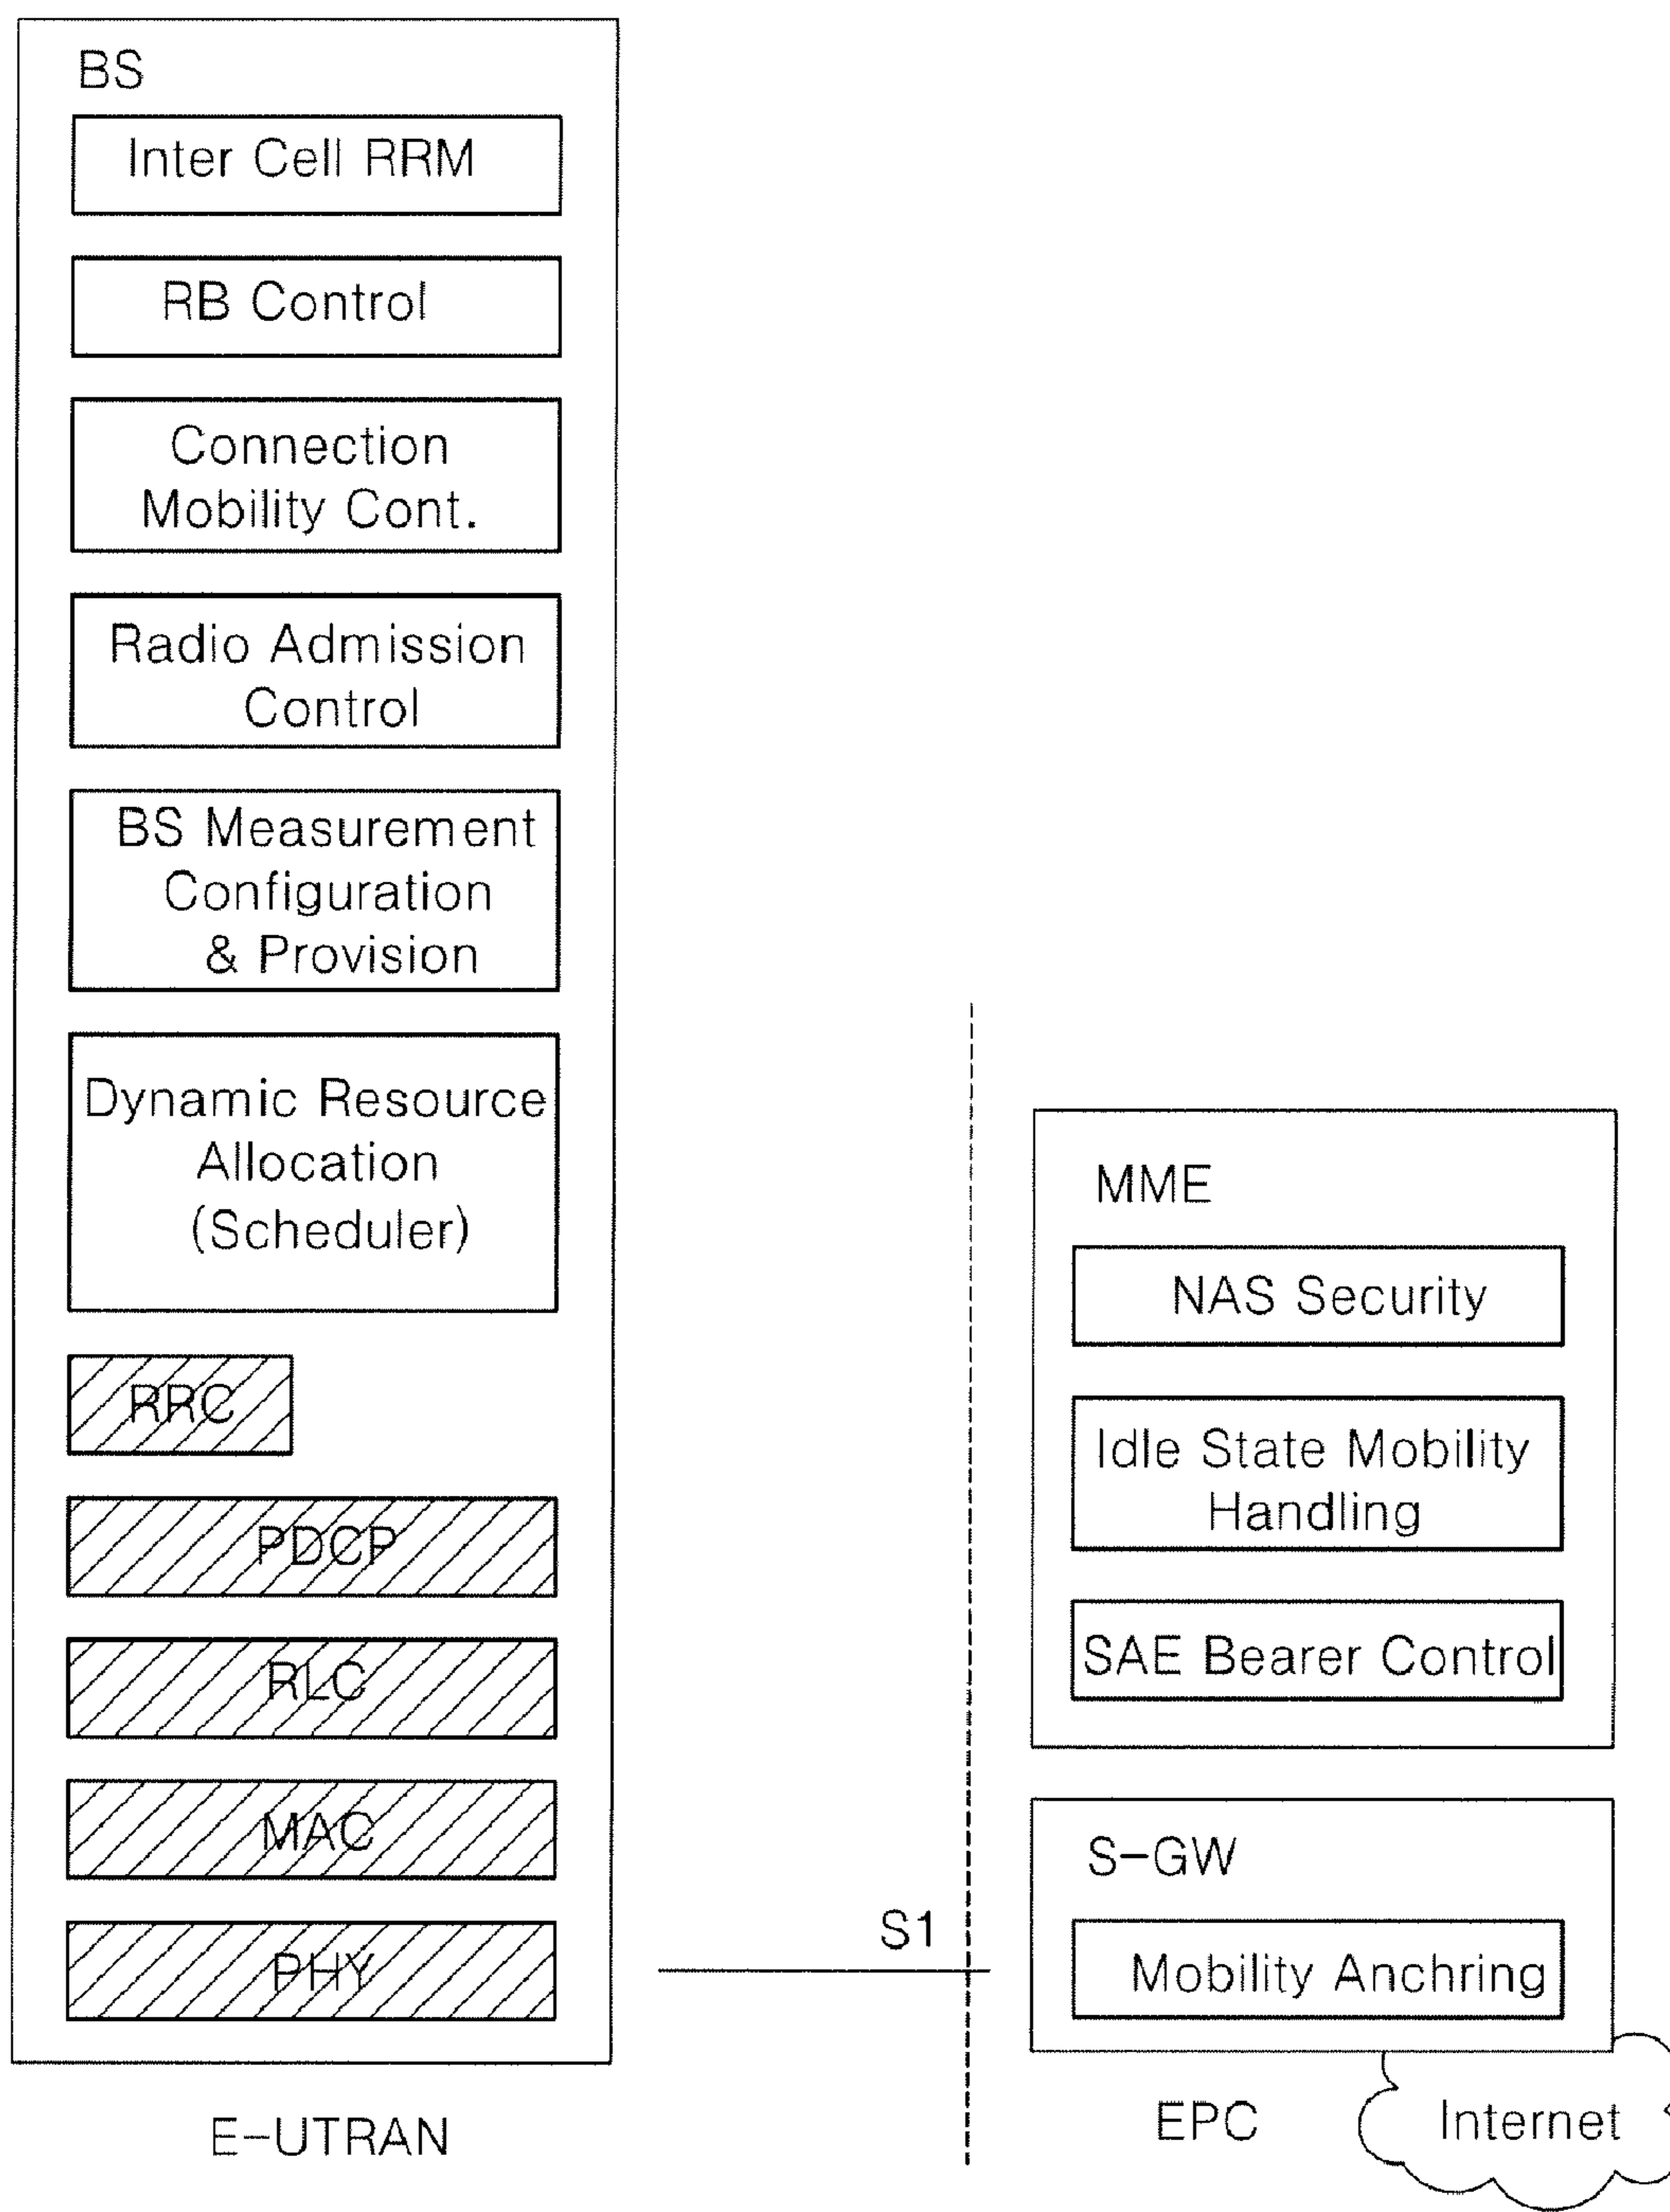 BS
Inter Cell RRM
RB Control
Connection
Mobility Cont.
Radio Admission
Control
BS Measurement
Configuration
& Provision
Dynamic Resource
Allocation
(Scheduler)
RRC
PDCP
RLC
MAC
PHY
E-UTRAN
S1
MME
NAS Security
Idle State Mobility
Handling
SAE Bearer Control
S-GW
Mobility Anchring
EPC
Internet